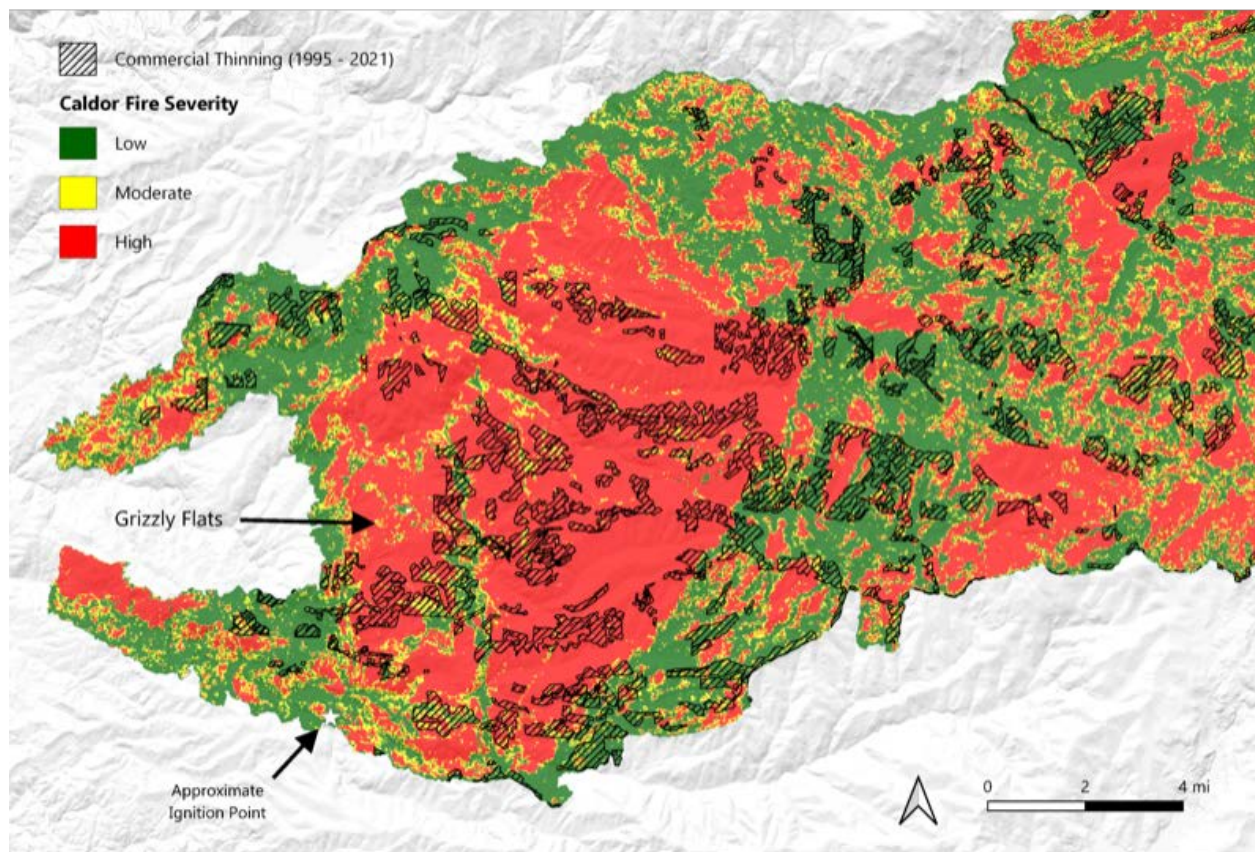 Commercial Thinning (1995 - 2021)
Caldor Fire Severity
Low
Moderate
High
Grizzly Flats
Approximate
Ignition Point
0 2 4 mi